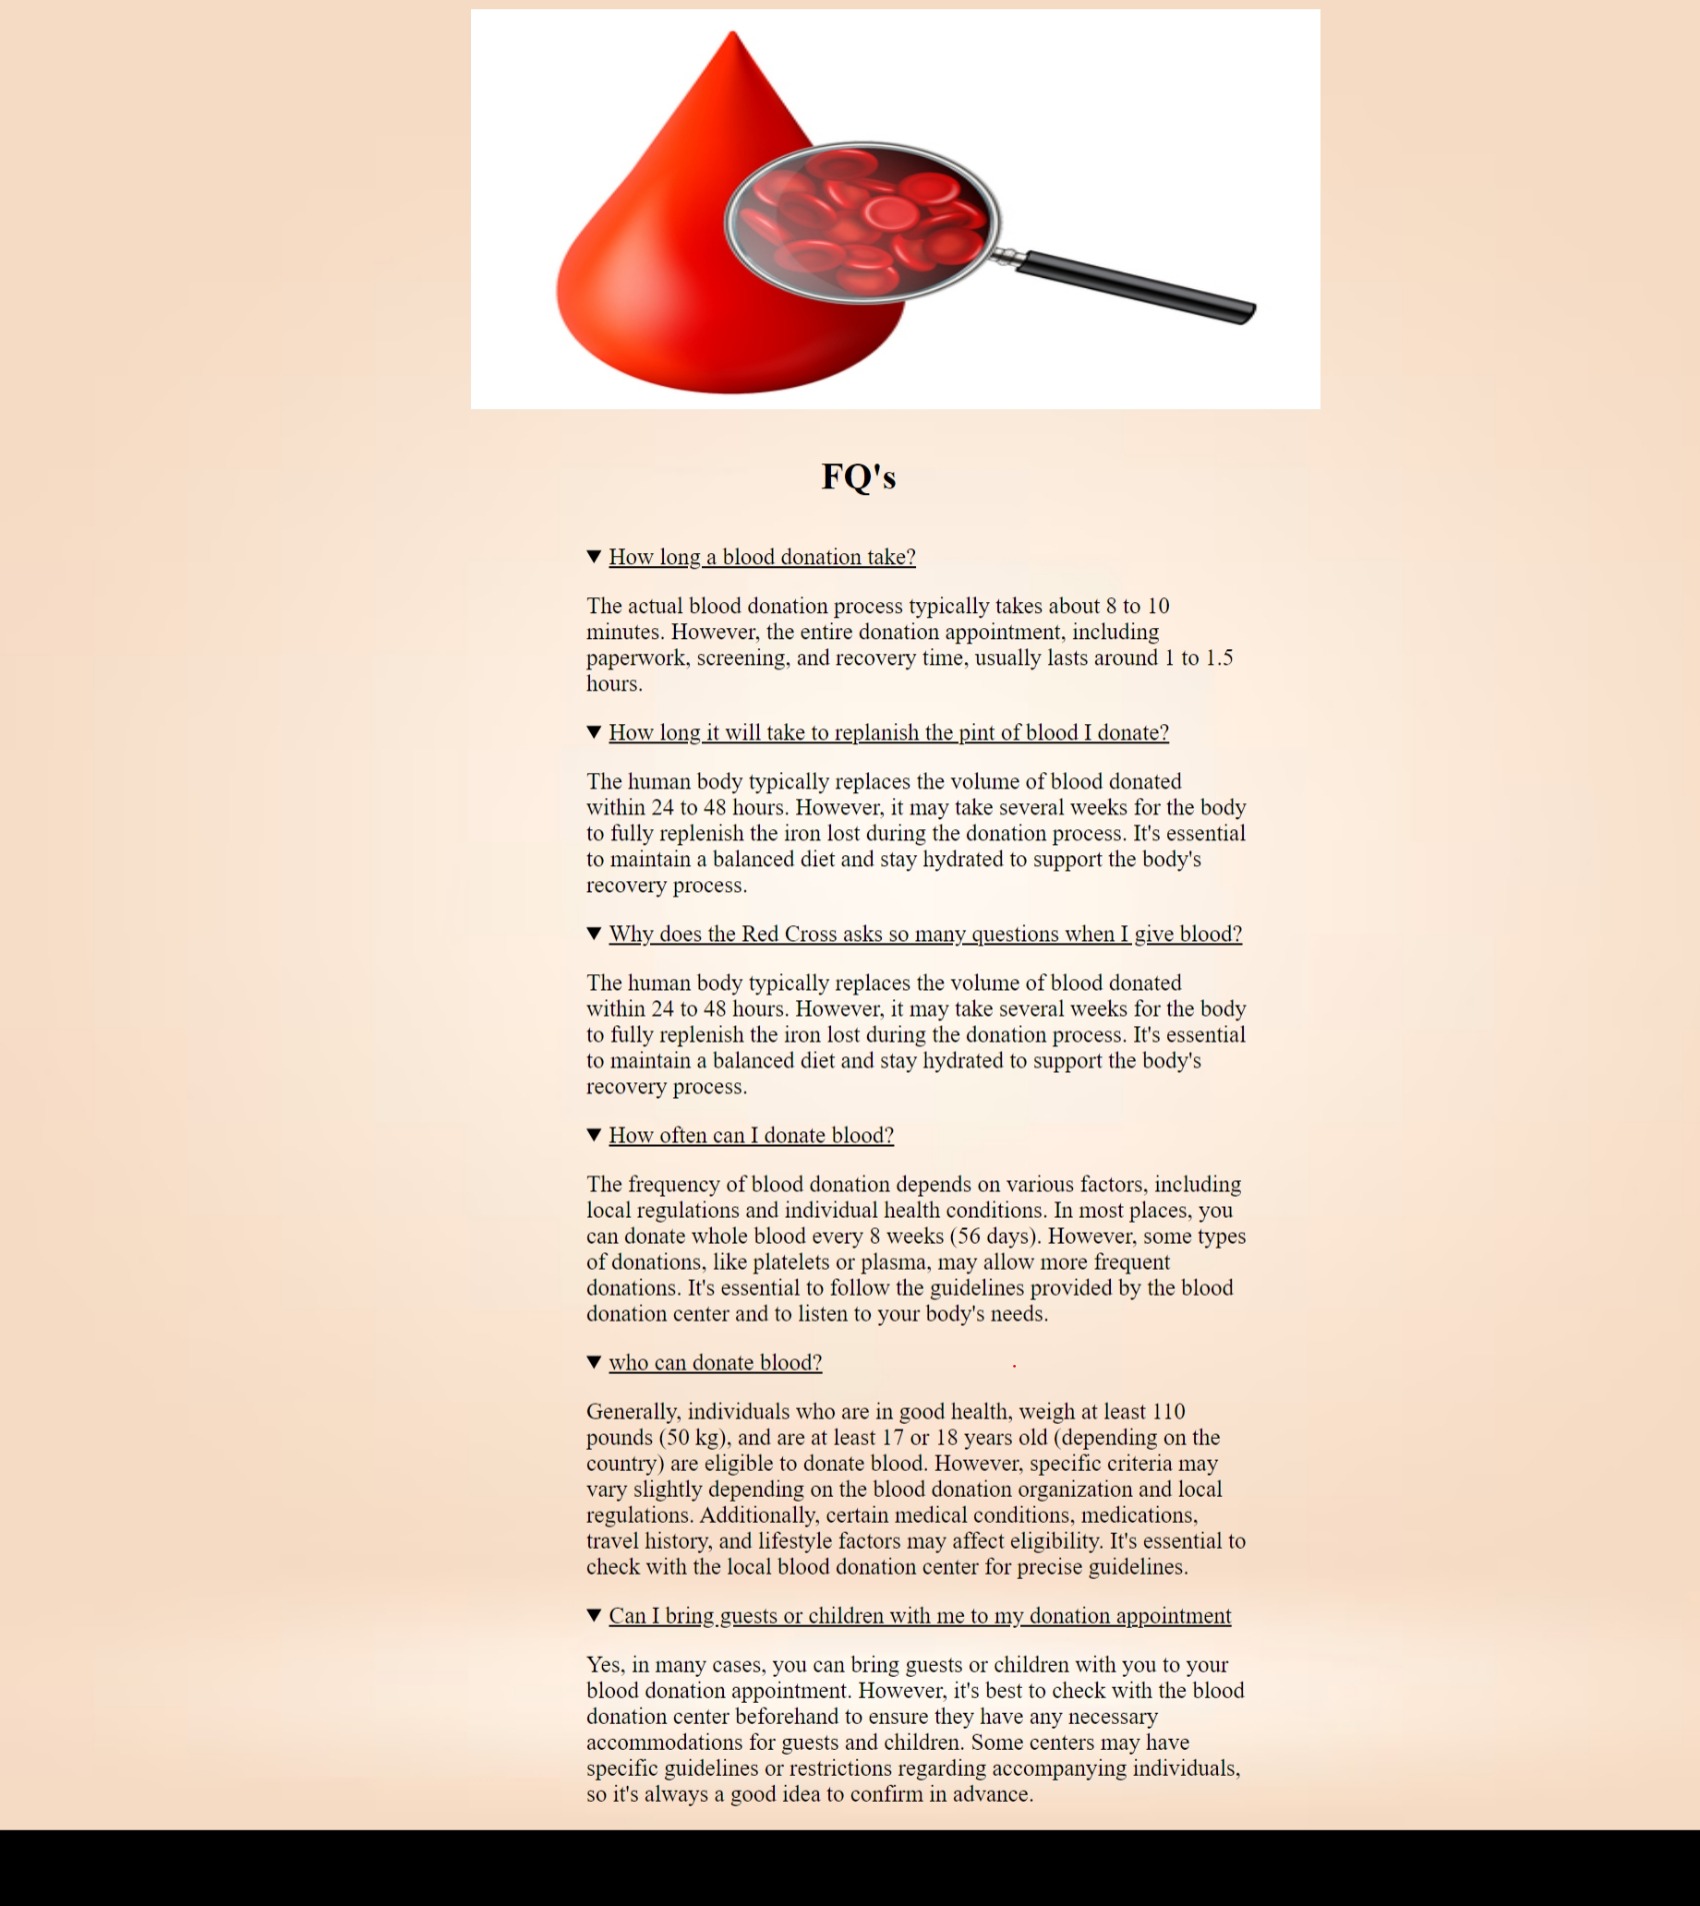 FQ's
▼ How long a blood donation take?
The actual blood donation process typically takes about 8 to 10
minutes. However, the entire donation appointment, including
paperwork, screening, and recovery time, usually lasts around 1 to 1.5
hours.
▼ How long it will take to replanish the pint of blood I donate?
The human body typically replaces the volume of blood donated
within 24 to 48 hours. However, it may take several weeks for the body
to fully replenish the iron lost during the donation process. It's essential
to maintain a balanced diet and stay hydrated to support the body's
recovery process.
▼ Why does the Red Cross asks so many questions when I give blood?
The human body typically replaces the volume of blood donated
within 24 to 48 hours. However, it may take several weeks for the body
to fully replenish the iron lost during the donation process. It's essential
to maintain a balanced diet and stay hydrated to support the body's
recovery process.
▼ How often can I donate blood?
The frequency of blood donation depends on various factors, including
local regulations and individual health conditions. In most places, you
can donate whole blood every 8 weeks (56 days). However, some types
of donations, like platelets or plasma, may allow more frequent
donations. It's essential to follow the guidelines provided by the blood
donation center and to listen to your body's needs.
▼ who can donate blood?
Generally, individuals who are in good health, weigh at least 110
pounds (50 kg), and are at least 17 or 18 years old (depending on the
country) are eligible to donate blood. However, specific criteria may
vary slightly depending on the blood donation organization and local
regulations. Additionally, certain medical conditions, medications,
travel history, and lifestyle factors may affect eligibility. It's essential to
check with the local blood donation center for precise guidelines.
▼ Can I bring guests or children with me to my donation appointment
Yes, in many cases, you can bring guests or children with you to your
blood donation appointment. However, it's best to check with the blood
donation center beforehand to ensure they have any necessary
accommodations for guests and children. Some centers may have
specific guidelines or restrictions regarding accompanying individuals,
so it's always a good idea to confirm in advance.